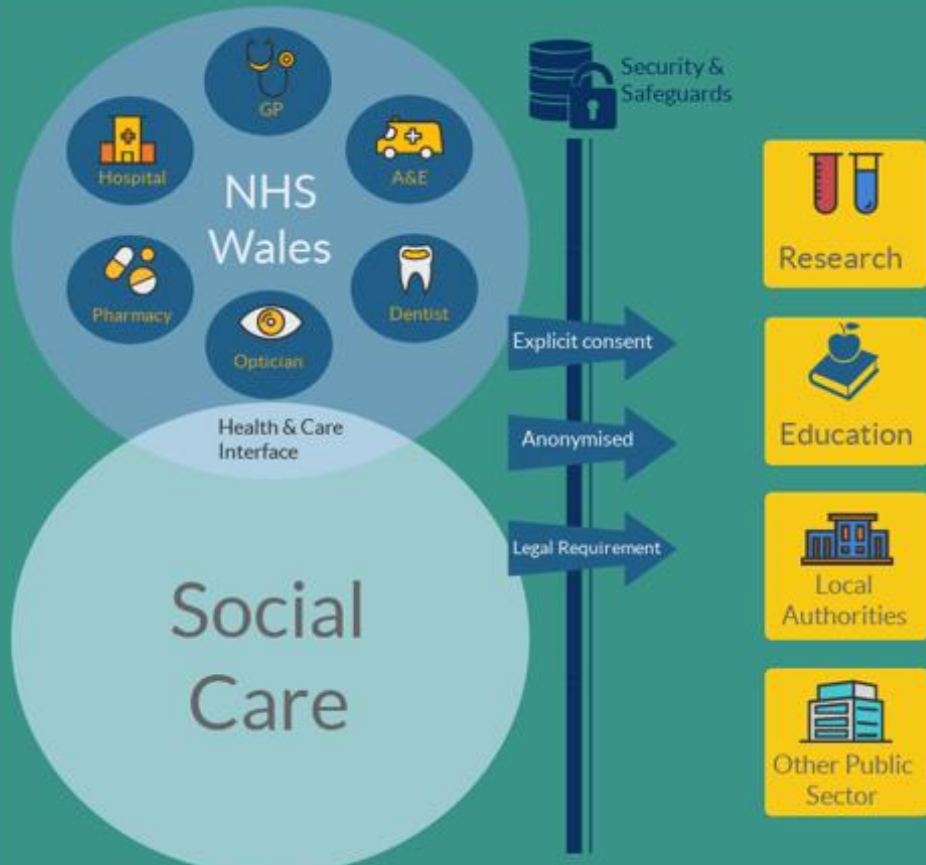 GP
Hospital
A&E
NHS
Wales
Pharmacy
Dentist
Optician
Health & Care
Interface
Social
Care
Security &
Safeguards
Explicit consent
Anonymised
Legal Requirement
Research
Education
Local
Authorities
Other Public
Sector